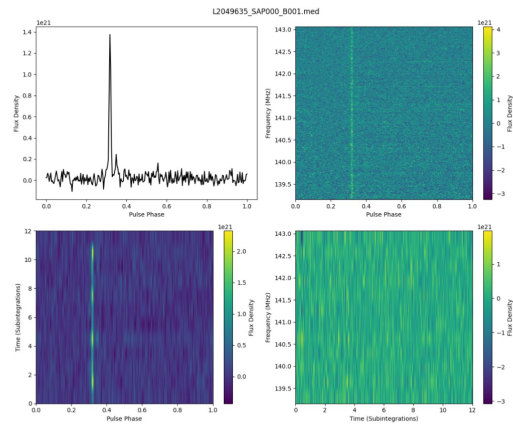 L2049635_SAP000_B001.med
1e21
1.4
1.2
1.0
0.8
0.6
0.4
0.2
0.0
Flux Density
0.0 0.2 0.4 0.6 0.8 1.0
Pulse Phase
143.0
142.5
142.0
141.5
141.0
140.5
140.0
139.5
Frequency (MHz)
0.0 0.2 0.4 0.6 0.8 1.0
Pulse Phase
1e21
4
3
2
1
0
−1
−2
−3
Flux Density
12
10
8
6
4
2
0
Time (Subintegrations)
0.0 0.2 0.4 0.6 0.8 1.0
Pulse Phase
1e21
2.0
1.5
1.0
0.5
0.0
Flux Density
143.0
142.5
142.0
141.5
141.0
140.5
140.0
139.5
Frequency (MHz)
0 2 4 6 8 10 12
Time (Subintegrations)
1e21
4
3
2
1
0
−1
−2
−3
Flux Density